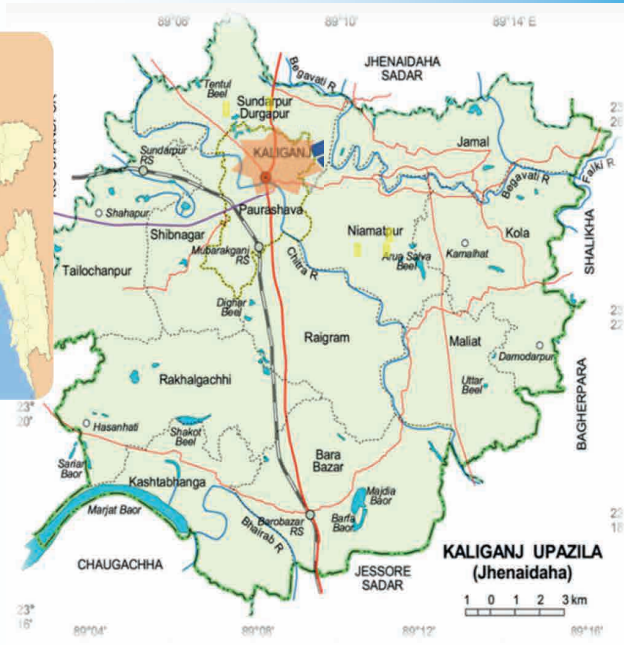 89°06'
89°10'
89°14' E
JHENAIDAHA
SADAR
Begavati R
Tentul
Beel
Sundarpur
Durgapur
23°
Jamal
KALIGANJ
Sundarpur
RS
Begavati R
Falki R
Shahapur
Paurashava
Shibnagar
Niamatpur
Kola
Mubarakganj
RS
Chitra R
Arua Salva
Beel
Kamalhat
SHALIKHA
Tailochanpur
Dighar
Beel
Raigram
Maliat
Damodarpur
Rakhalgachhi
Uttar
Beel
BAGHERPARA
23°
20'
Hasanhati
Shakot
Beel
Bara
Bazar
Sarian
Baor
Kashtabhanga
Majdia
Baor
Marjat Baor
Bhairab R
Barobazar
RS
Barfa
Baor
CHAUGACHHA
JESSORE
SADAR
KALIGANJ UPAZILA
(Jhenaidaha)
1 0 1 2 3 km
23°
16'
89°04'
89°08'
89°12'
89°16'